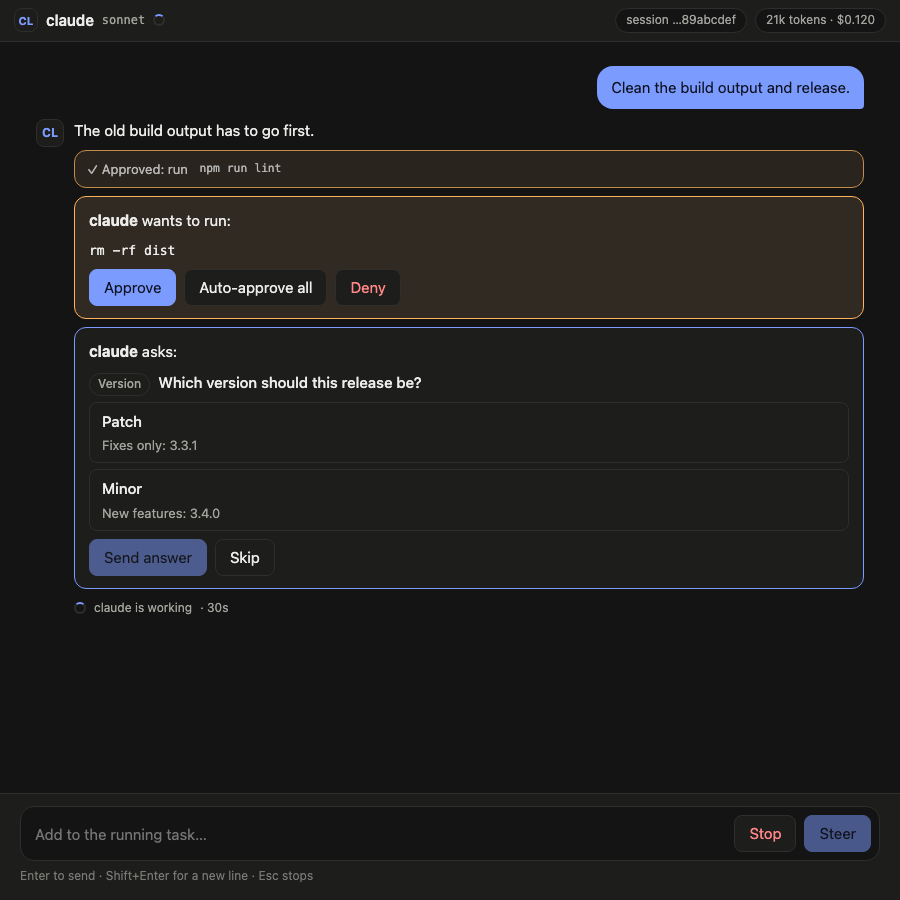 CL claude sonnet session …89abcdef 21k tokens · $0.120
Clean the build output and release.
CL The old build output has to go first.
✓ Approved: run npm run lint
claude wants to run:
rm -rf dist
Approve Auto-approve all Deny
claude asks:
Version Which version should this release be?
Patch
Fixes only: 3.3.1
Minor
New features: 3.4.0
Send answer Skip
claude is working · 30s
Add to the running task... Stop Steer
Enter to send · Shift+Enter for a new line · Esc stops